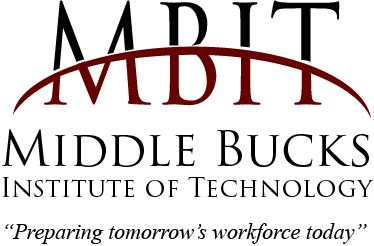 MBIT
MIDDLE BUCKS
INSTITUTE OF TECHNOLOGY
“Preparing tomorrow’s workforce today”